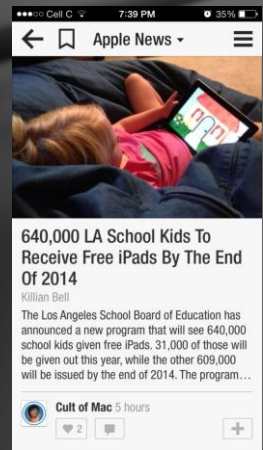 Cell C 7:39 PM 35%
Apple News
640,000 LA School Kids To
Receive Free iPads By The End
Of 2014
Killian Bell
The Los Angeles School Board of Education has
announced a new program that will see 640,000
school kids given free iPads. 31,000 of those will
be given out this year, while the other 609,000
will be issued by the end of 2014. The program…
Cult of Mac 5 hours
2